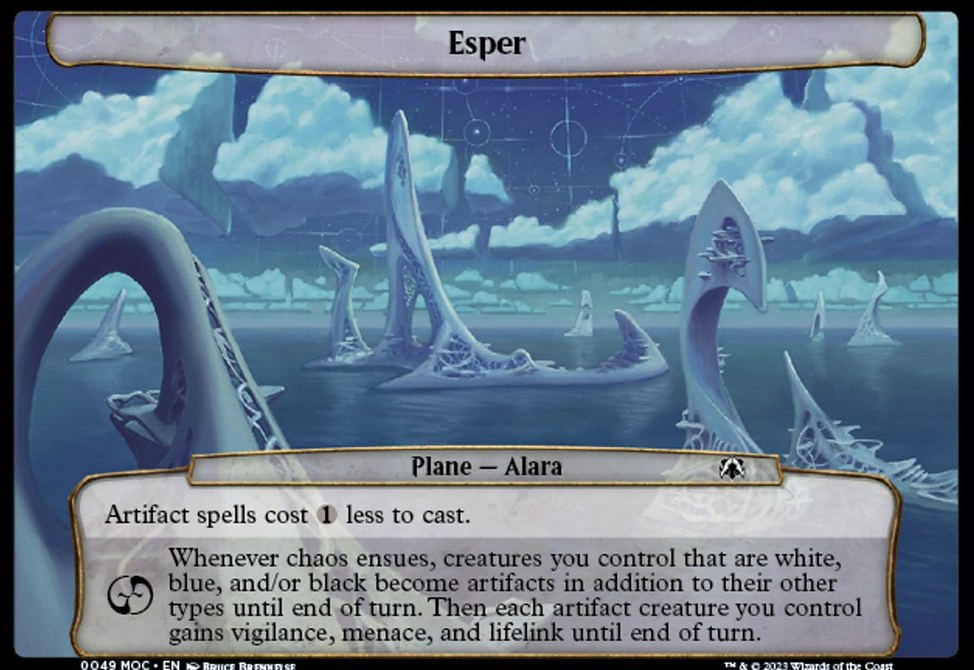 Esper
Plane — Alara
Artifact spells cost 1 less to cast.
Whenever chaos ensues, creatures you control that are white,
blue, and/or black become artifacts in addition to their other
types until end of turn. Then each artifact creature you control
gains vigilance, menace, and lifelink until end of turn.
0049 MOC • EN Bruce Brenneise
™ & © 2023 Wizards of the Coast